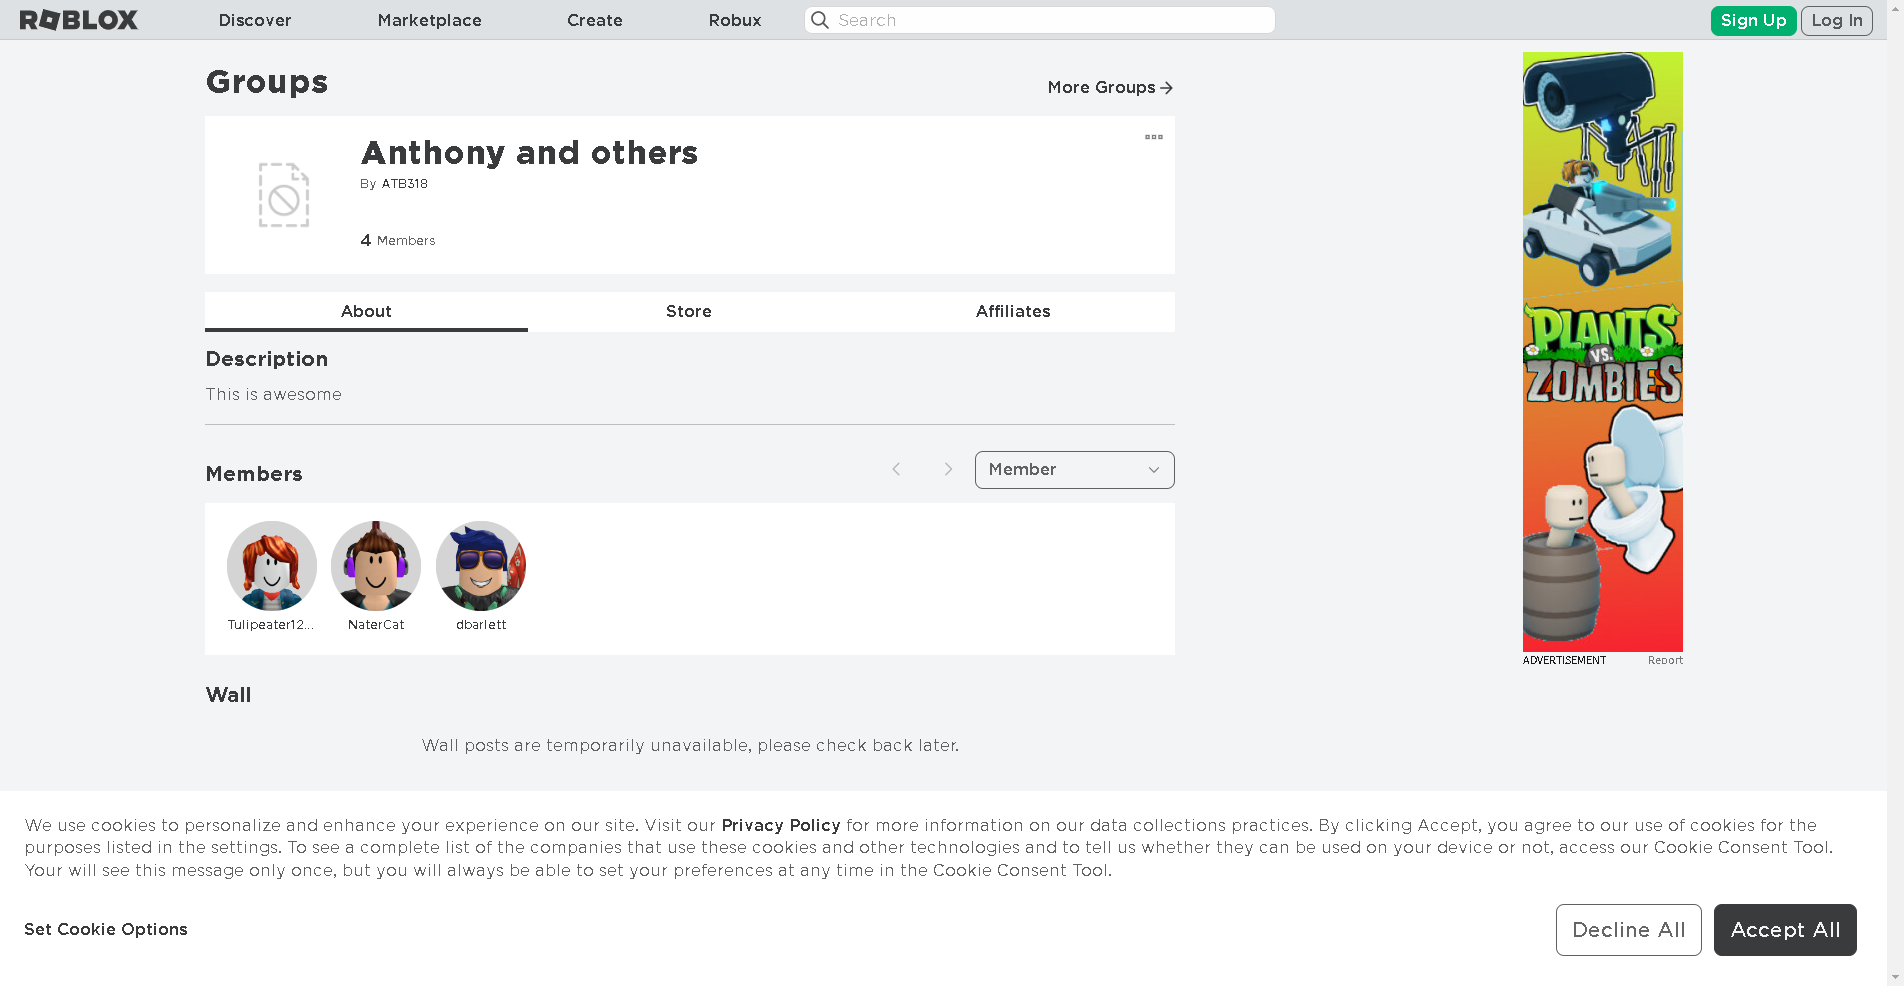 ROBLOX
Discover
Marketplace
Create
Robux
Search
Sign Up
Log In
Groups
More Groups
Anthony and others
By ATB318
4 Members
About
Store
Affiliates
Description
This is awesome
Members
Member
Tulipeater12...
NaterCat
dbarlett
Wall
Wall posts are temporarily unavailable, please check back later.
PLANTS
VS.
ZOMBIES
ADVERTISEMENT
Report
We use cookies to personalize and enhance your experience on our site. Visit our Privacy Policy for more information on our data collections practices. By clicking Accept, you agree to our use of cookies for the
purposes listed in the settings. To see a complete list of the companies that use these cookies and other technologies and to tell us whether they can be used on your device or not, access our Cookie Consent Tool.
Your will see this message only once, but you will always be able to set your preferences at any time in the Cookie Consent Tool.
Set Cookie Options
Decline All
Accept All